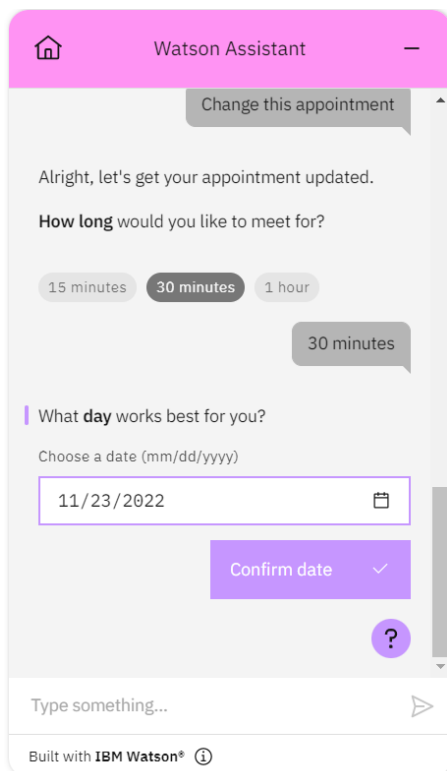 Watson Assistant
Change this appointment
Alright, let's get your appointment updated.
How long would you like to meet for?
15 minutes 30 minutes 1 hour
30 minutes
What day works best for you?
Choose a date (mm/dd/yyyy)
11/23/2022
Confirm date
?
Type something...
Built with IBM Watson®